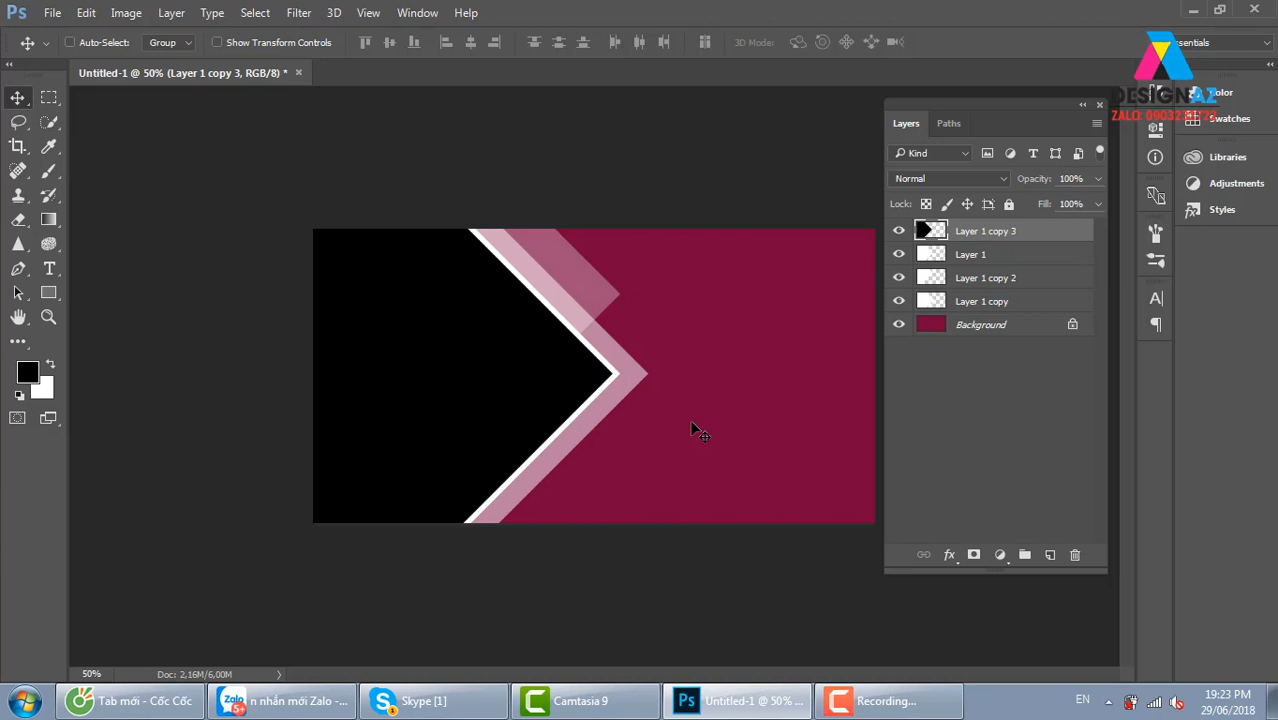 Ps File Edit Image Layer Type Select Filter 3D View Window Help
Auto-Select: Group Show Transform Controls 3D Mode:
Essentials
Untitled-1 @ 50% (Layer 1 copy 3, RGB/8) *
DESIGNAZ
Layers Paths
Color
Swatches
Kind
Libraries
Normal Opacity: 100%
Adjustments
Lock: Fill: 100%
Styles
Layer 1 copy 3
Layer 1
Layer 1 copy 2
Layer 1 copy
Background
fx
50% Doc: 2,16M/6,00M
Tab mới - Cốc Cốc
Zalo
n nhắn mới Zalo -...
Skype [1]
Camtasia 9
Ps Untitled-1 @ 50% ...
Recording...
EN
19:23 PM
29/06/2018